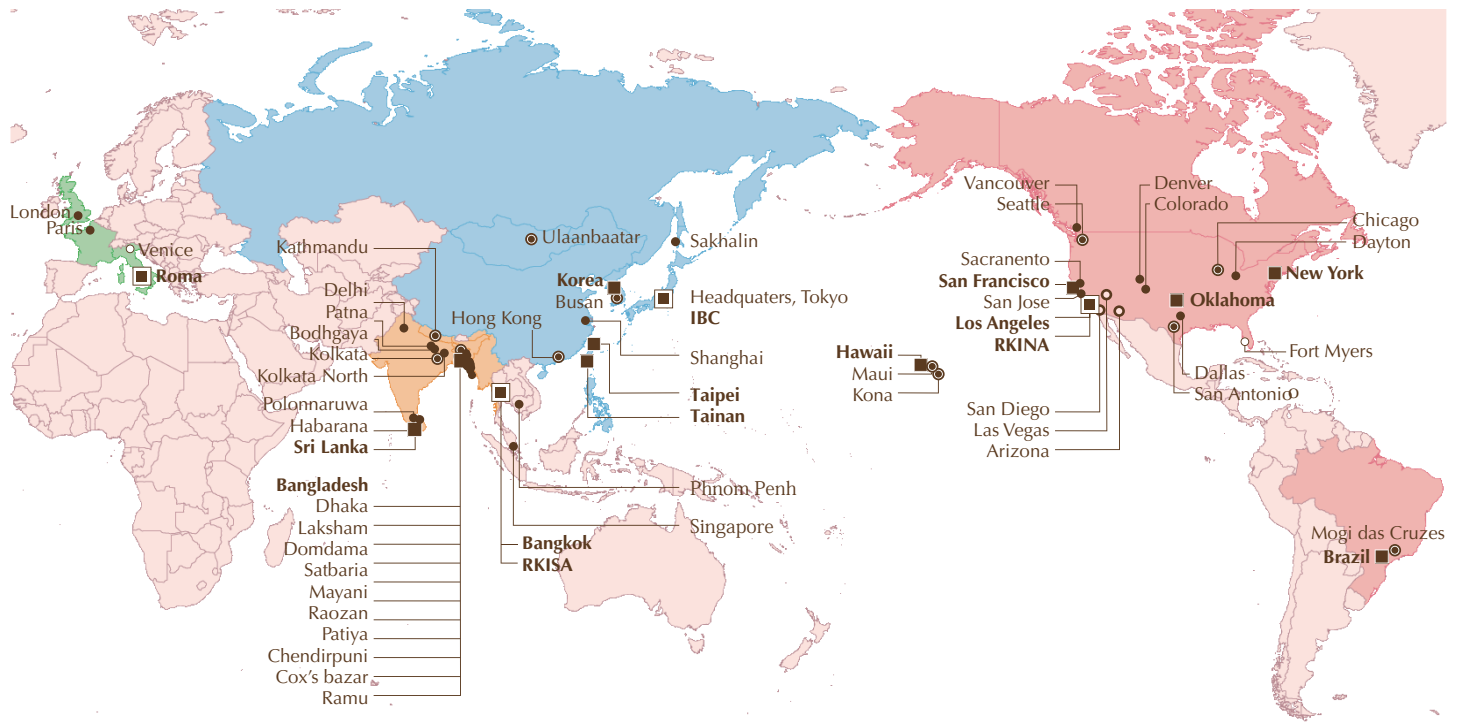 London
Paris
Venice
Roma
Kathmandu
Delhi
Patna
Bodhgaya
Kolkata
Kolkata North
Polonnaruwa
Habarana
Sri Lanka
Bangladesh
Dhaka
Laksham
Domdama
Satbaria
Mayani
Raozan
Patiya
Chendirpuni
Cox's bazar
Ramu
Ulaanbaatar
Sakhalin
Korea
Busan
Hong Kong
Headquaters, Tokyo
IBC
Shanghai
Taipei
Tainan
Phnom Penh
Singapore
Bangkok
RKISA
Hawaii
Maui
Kona
Vancouver
Seattle
Sacranento
San Francisco
San Jose
Los Angeles
RKINA
San Diego
Las Vegas
Arizona
Denver
Colorado
Chicago
Dayton
New York
Oklahoma
Fort Myers
Dallas
San Antonio
Mogi das Cruzes
Brazil